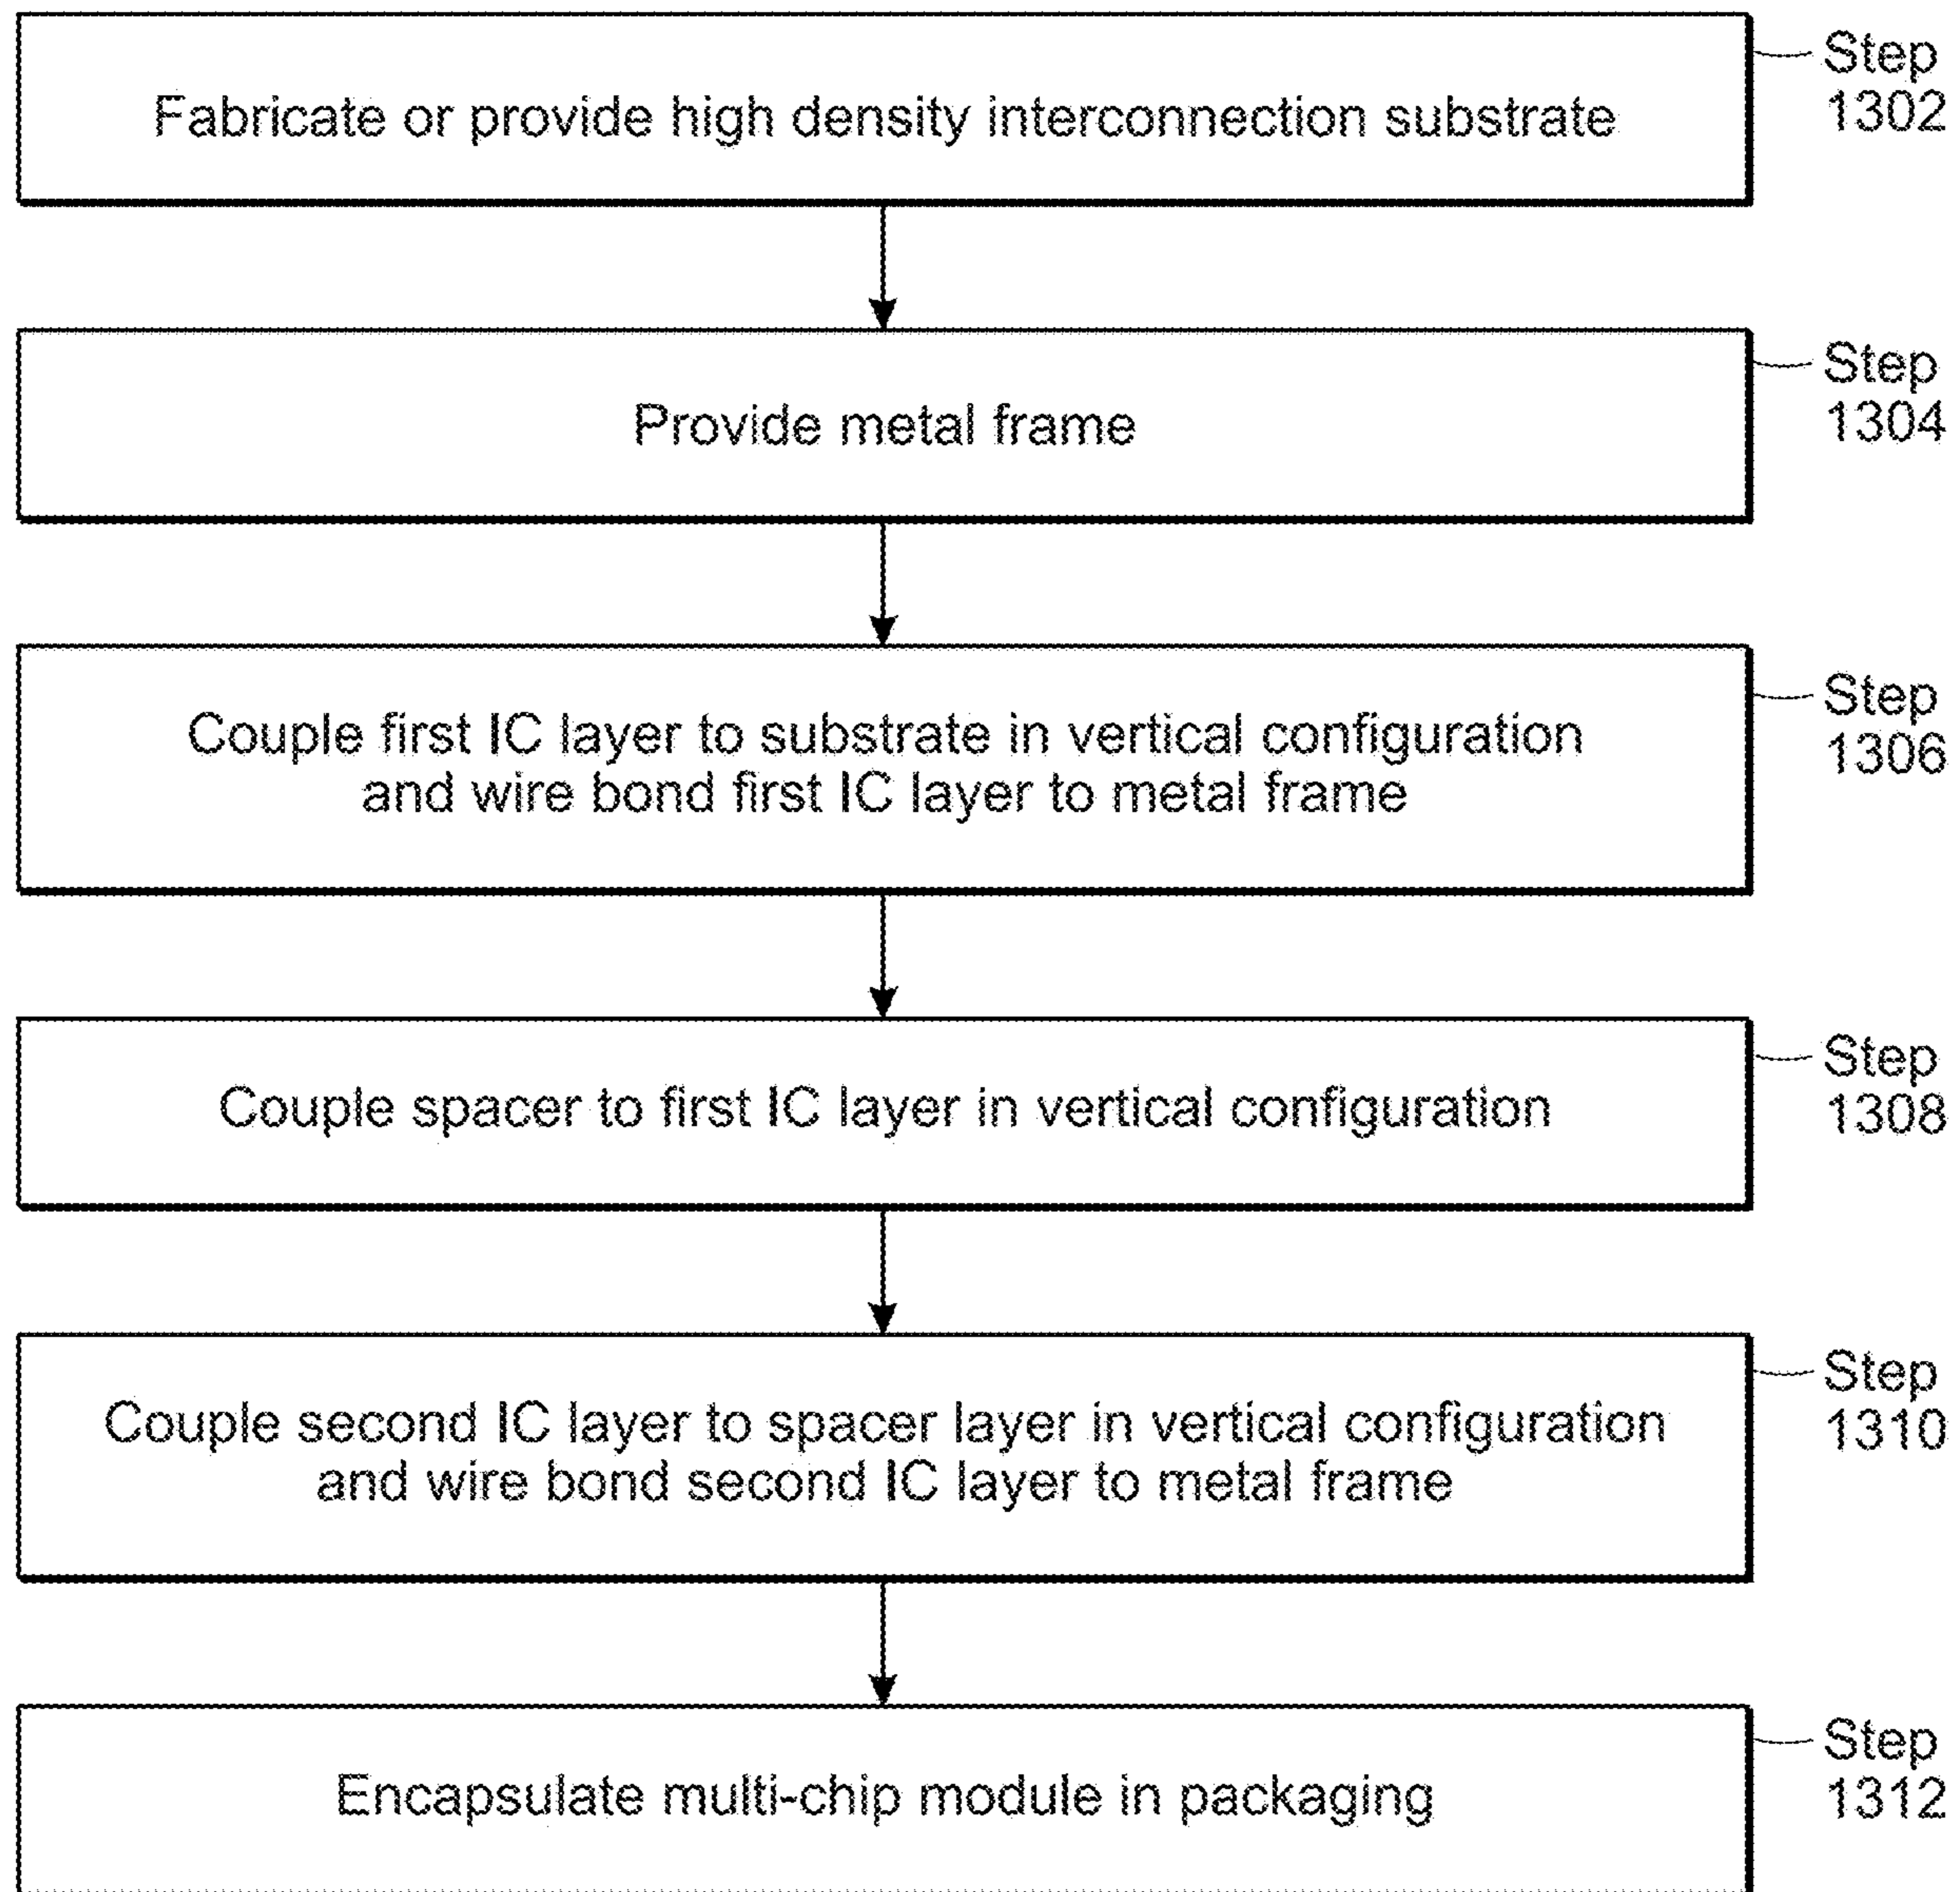 Fabricate or provide high density interconnection substrate
Step
1302
Provide metal frame
Step
1304
Couple first IC layer to substrate in vertical configuration
and wire bond first IC layer to metal frame
Step
1306
Couple spacer to first IC layer in vertical configuration
Step
1308
Couple second IC layer to spacer layer in vertical configuration
and wire bond second IC layer to metal frame
Step
1310
Encapsulate multi-chip module in packaging
Step
1312